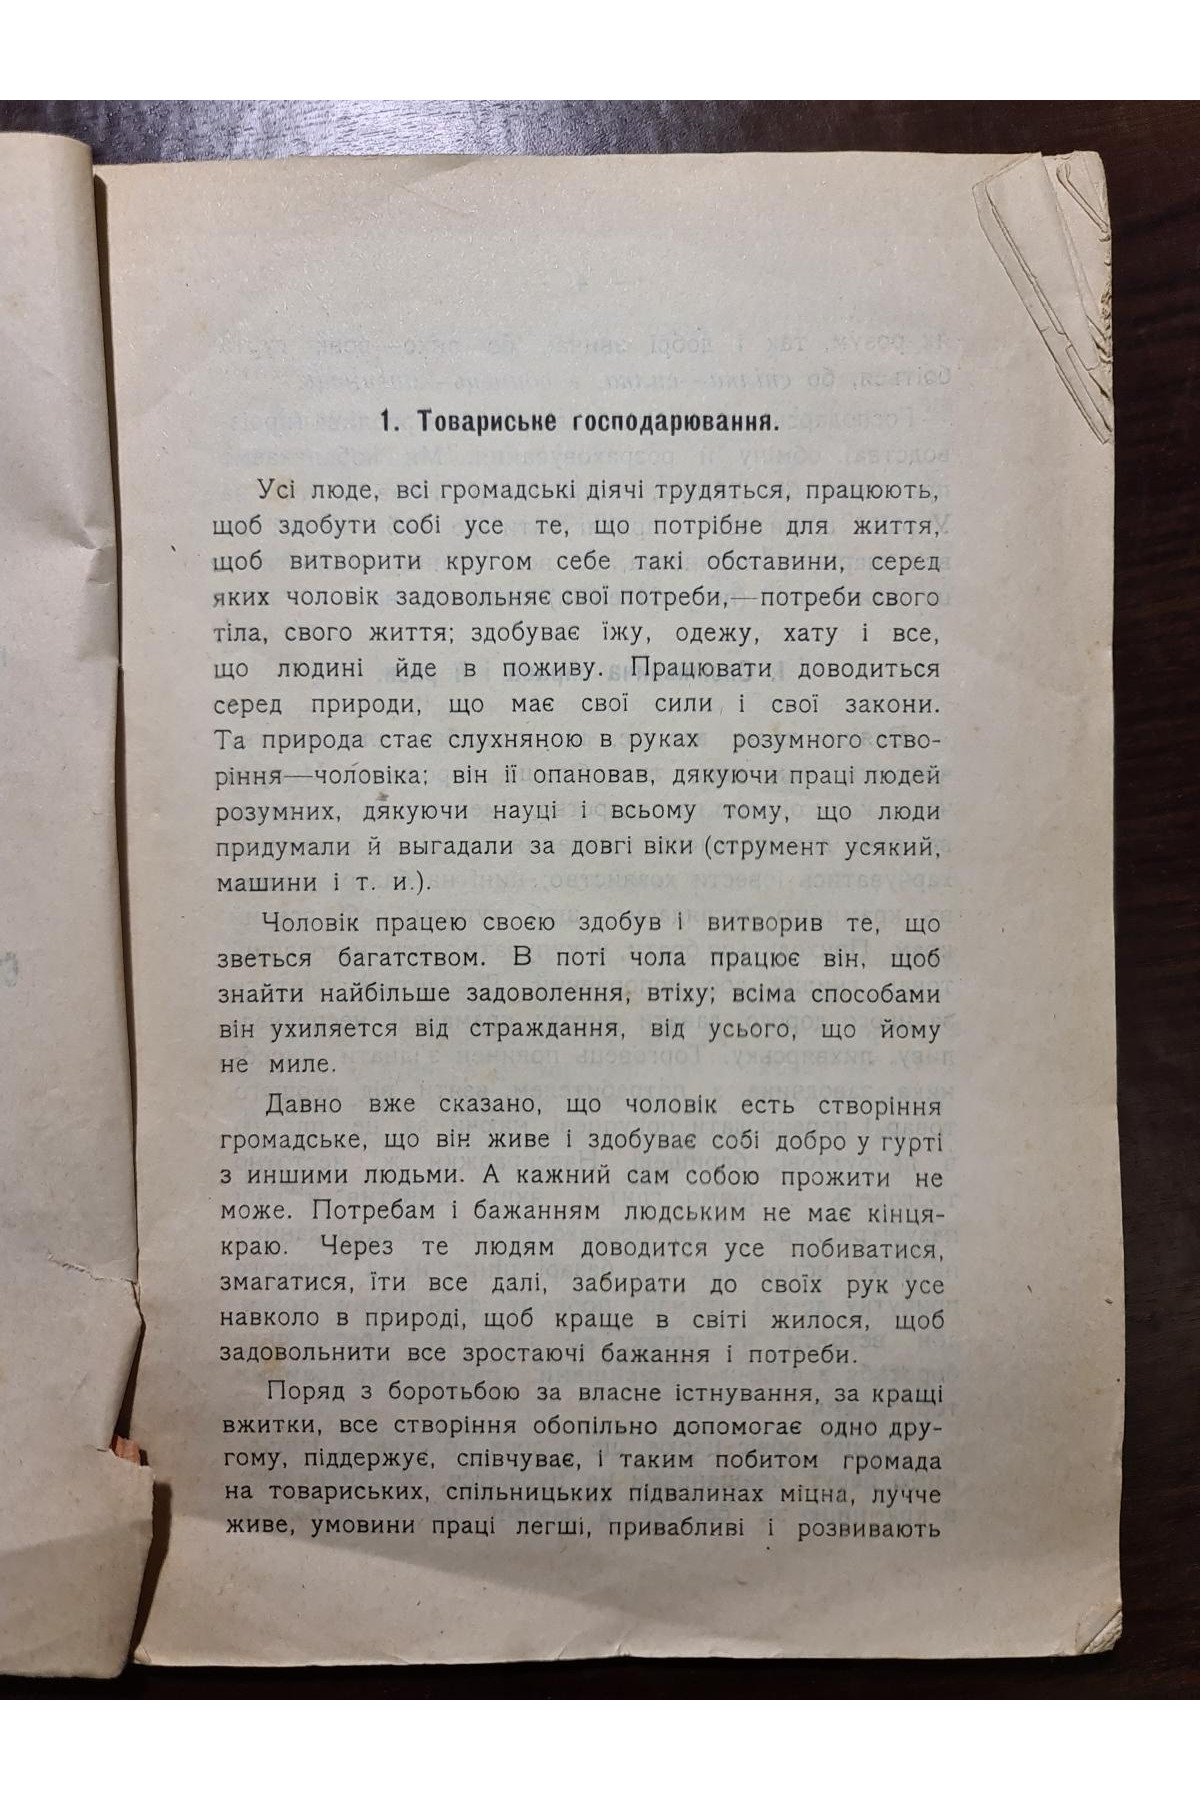 1. Товариське господарювання.
Усі люде, всі громадські діячі трудяться, працюють,
щоб здобути собі усе те, що потрібне для життя,
щоб витворити кругом себе такі обставини, серед
яких чоловік задовольняє свої потреби,—потреби свого
тіла, свого життя; здобуває їжу, одежу, хату і все,
що людині йде в поживу. Працювати доводиться
серед природи, що має свої сили і свої закони.
Та природа стає слухняною в руках розумного ство-
ріння—чоловіка; він її опановав, дякуючи праці людей
розумних, дякуючи науці і всьому тому, що люди
придумали й выгадали за довгі віки (струмент усякий,
машини і т. и.).
Чоловік працею своєю здобув і витворив те, що
зветься багатством. В поті чола працює він, щоб
знайти найбільше задоволення, втіху; всіма способами
він ухиляется від страждання, від усього, що йому
не миле.
Давно вже сказано, що чоловік есть створіння
громадське, що він живе і здобуває собі добро у гурті
з иншими людьми. А кажний сам собою прожити не
може. Потребам і бажанням людським не має кінця-
краю. Через те людям доводится усе побиватися,
змагатися, їти все далі, забирати до своїх рук усе
навколо в природі, щоб краще в світі жилося, щоб
задовольнити все зростаючі бажання і потреби.
Поряд з боротьбою за власне істнування, за кращі
вжитки, все створіння обопільно допомогає одно дру-
гому, піддержує, співчуває, і таким побитом громада
на товариських, спільницьких підвалинах міцна, лучче
живе, умовини праці легші, привабливі і розвивають